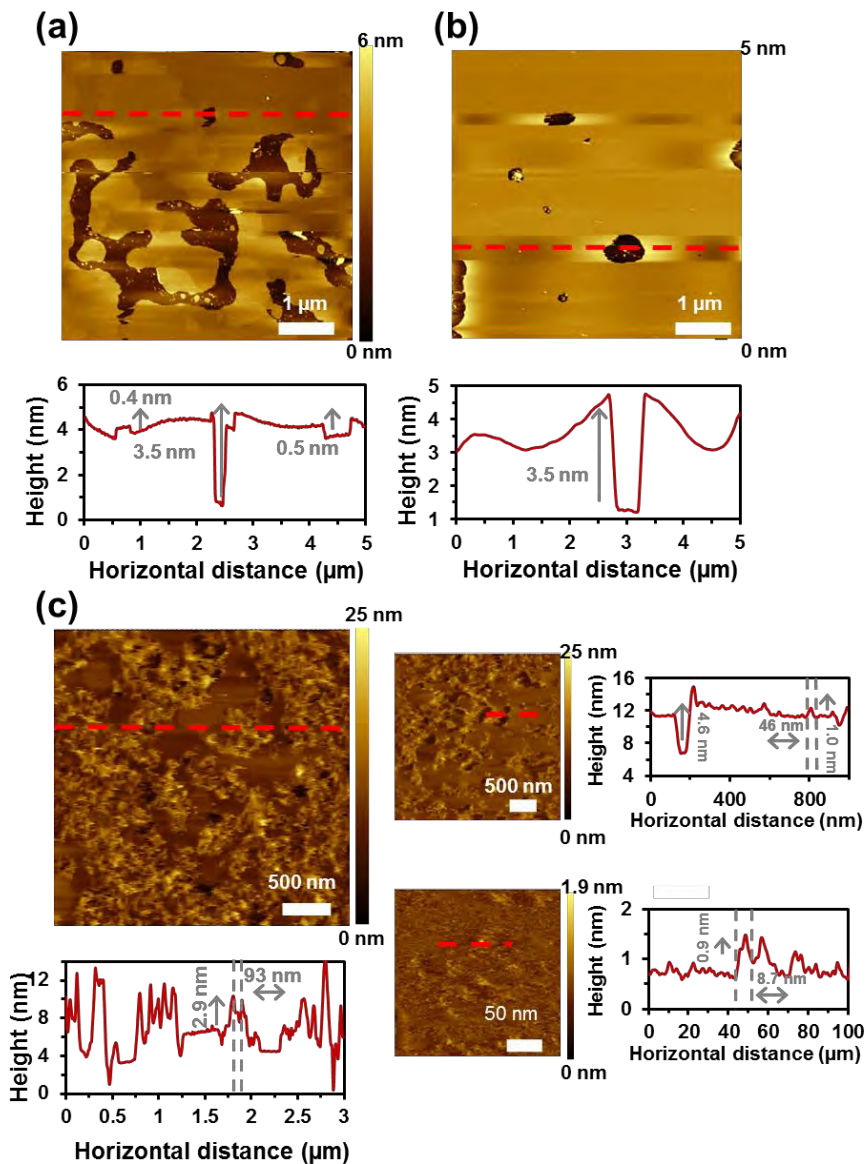 (a)
6 nm
1 µm
0 nm
(b)
5 nm
1 µm
0 nm
Height (nm)
6
4
2
0
0.4 nm
3.5 nm
0.5 nm
0 1 2 3 4 5
Horizontal distance (µm)
Height (nm)
5
4
3
2
1
3.5 nm
0 1 2 3 4 5
Horizontal distance (µm)
(c)
25 nm
500 nm
0 nm
25 nm
500 nm
0 nm
Height (nm)
16
12
8
4
4.6 nm
46 nm
1.0 nm
0 400 800
Horizontal distance (nm)
1.9 nm
50 nm
0 nm
Height (nm)
2
1
0
0.9 nm
8.7 nm
0 20 40 60 80 100
Horizontal distance (µm)
Height (nm)
12
8
4
0
2.9 nm
93 nm
0 0.5 1 1.5 2 2.5 3
Horizontal distance (µm)